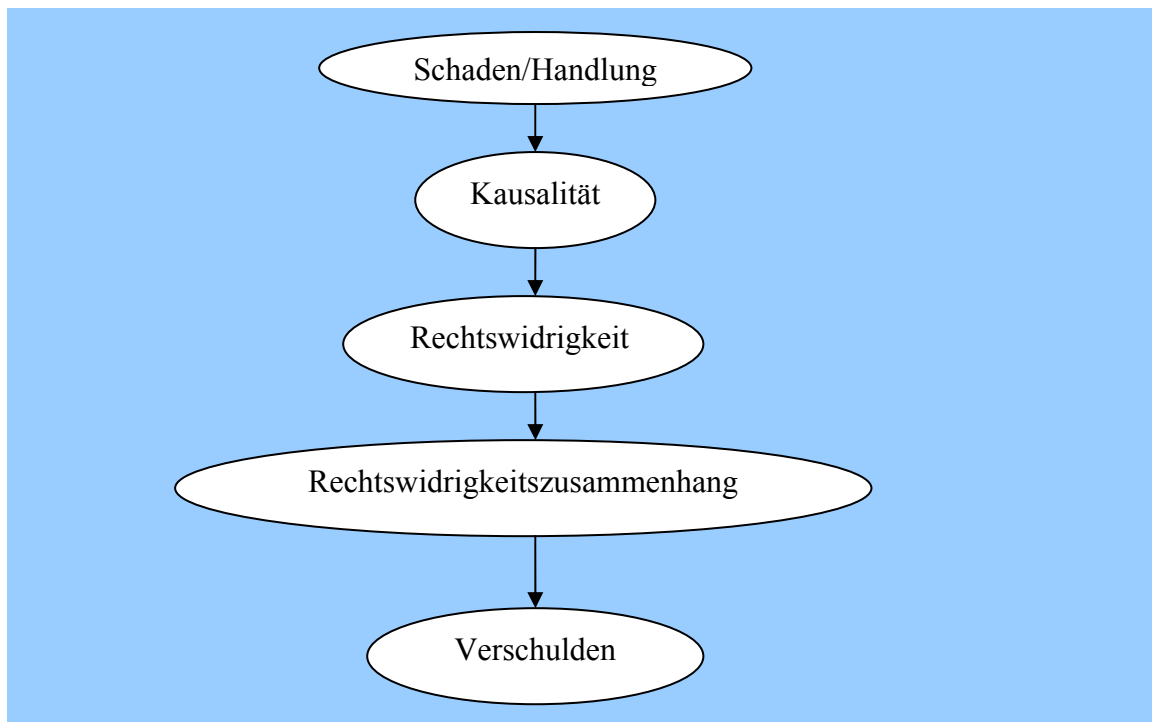 Schaden/Handlung
Kausalität
Rechtswidrigkeit
Rechtswidrigkeitszusammenhang
Verschulden